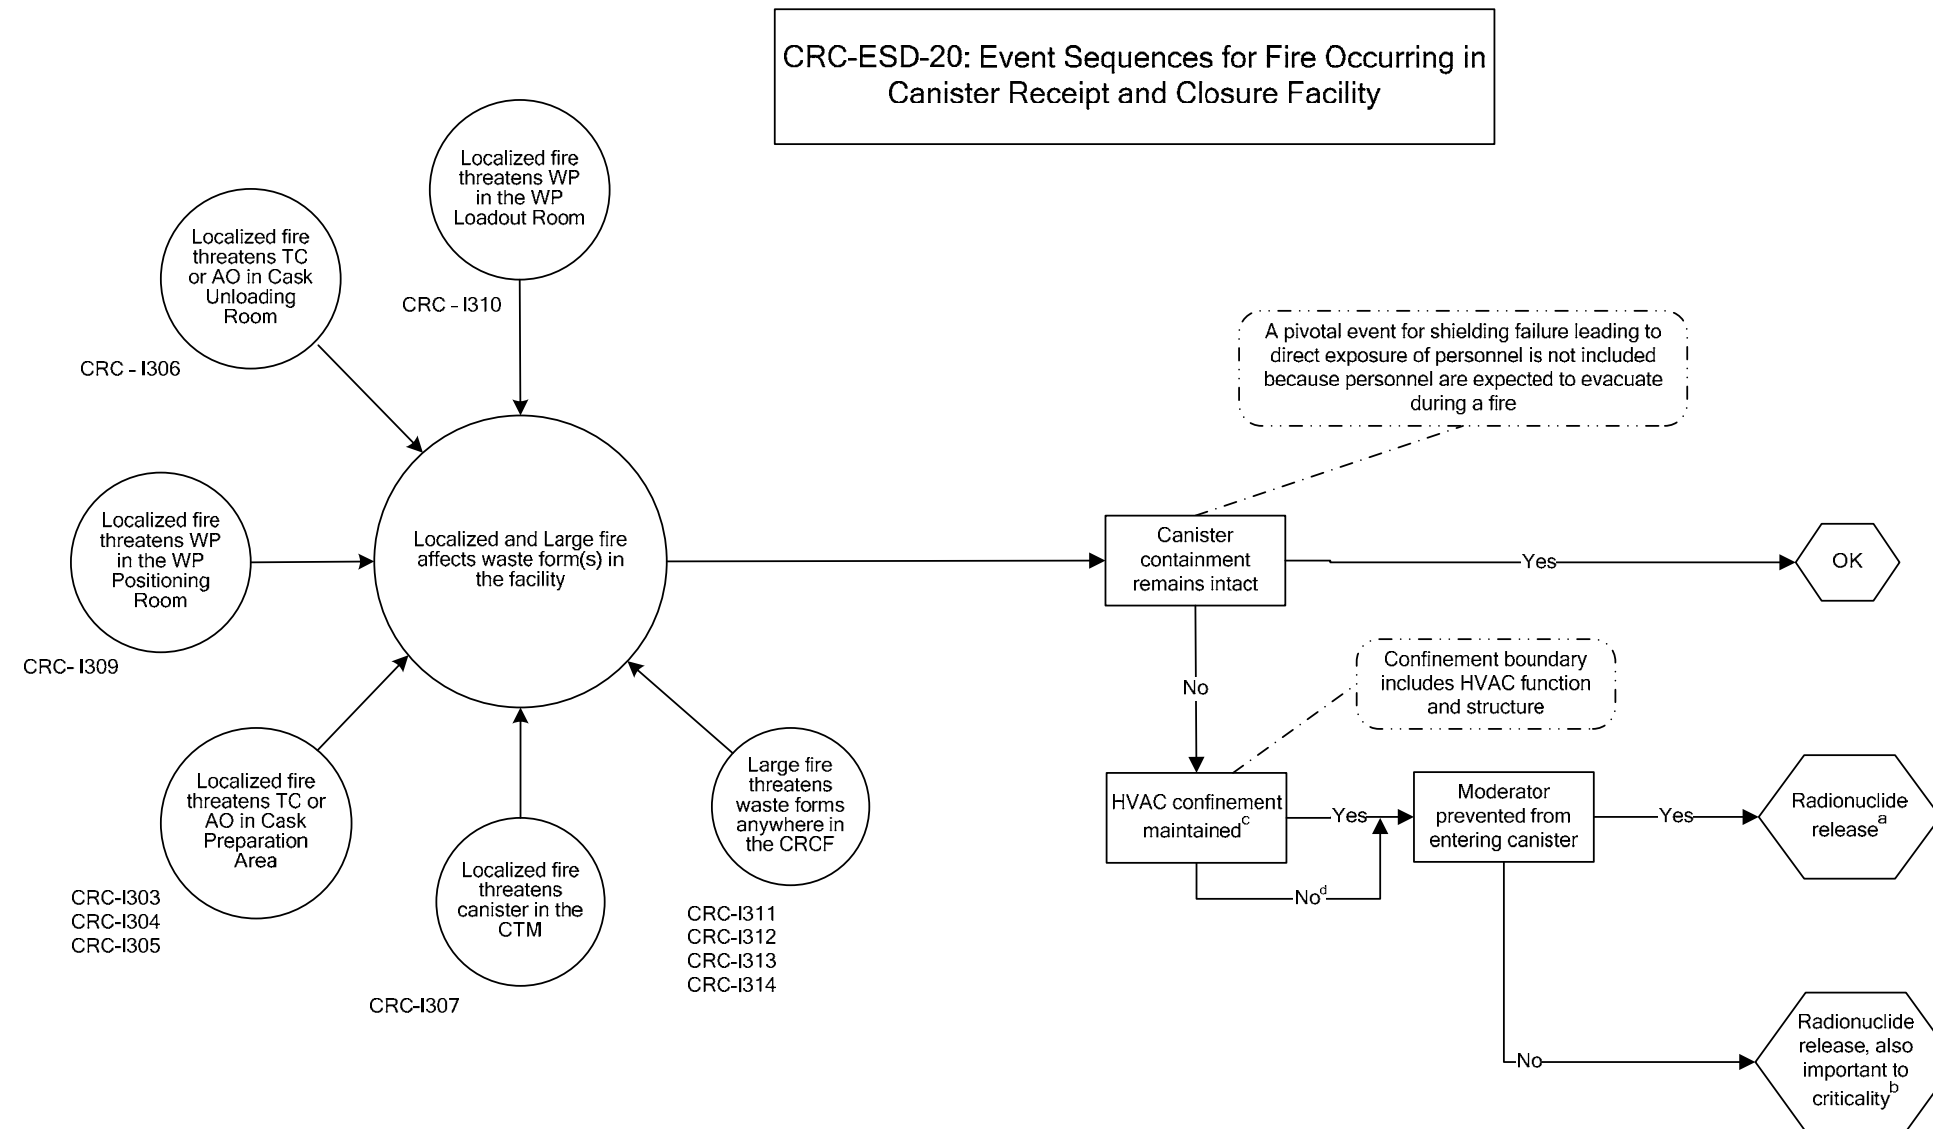 CRC-ESD-20: Event Sequences for Fire Occurring in
Canister Receipt and Closure Facility
Localized fire
threatens WP
in the WP
Loadout Room
CRC - I310
Localized fire
threatens TC
or AO in Cask
Unloading
Room
CRC - I306
Localized fire
threatens WP
in the WP
Positioning
Room
CRC- I309
Localized fire
threatens TC or
AO in Cask
Preparation
Area
CRC-I303
CRC-I304
CRC-I305
Localized fire
threatens
canister in the
CTM
CRC-I307
Large fire
threatens
waste forms
anywhere in
the CRCF
CRC-I311
CRC-I312
CRC-I313
CRC-I314
Localized and Large fire
affects waste form(s) in
the facility
A pivotal event for shielding failure leading to
direct exposure of personnel is not included
because personnel are expected to evacuate
during a fire
Canister
containment
remains intact
Yes
OK
No
Confinement boundary
includes HVAC function
and structure
HVAC confinement
maintained^c
Yes
No^d
Moderator
prevented from
entering canister
Yes
Radionuclide
release^a
No
Radionuclide
release, also
important to
criticality^b